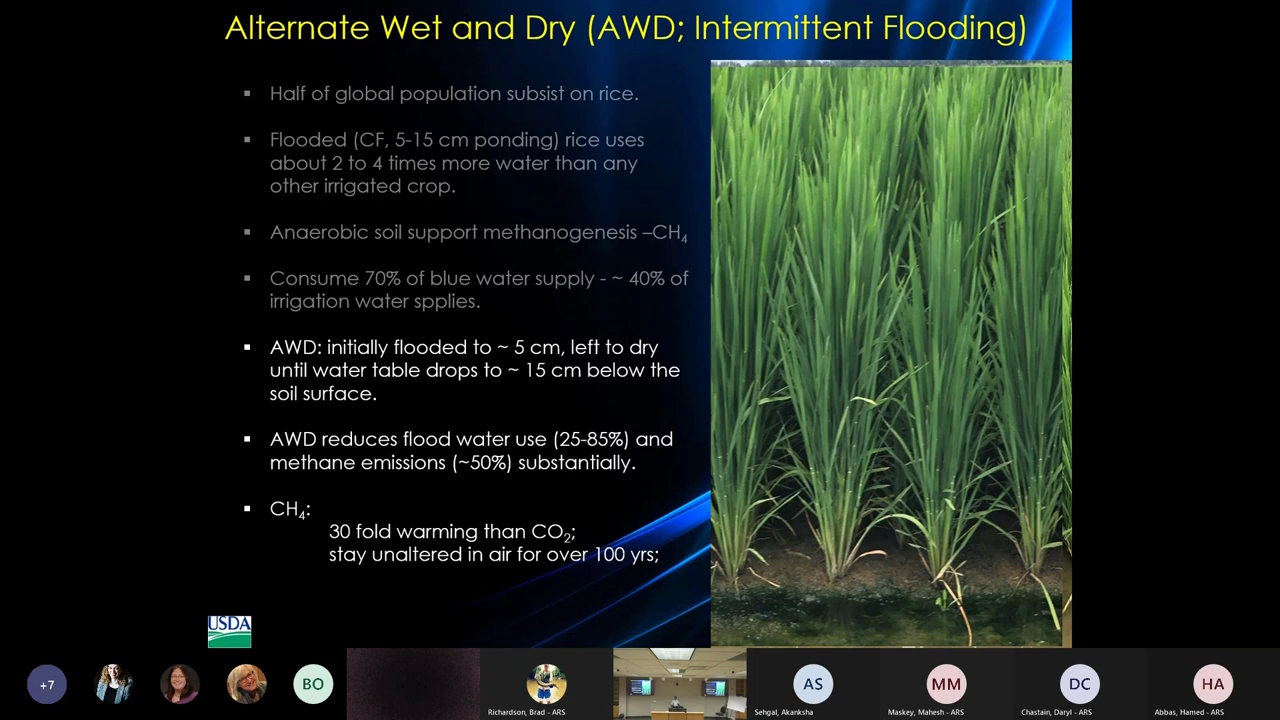 Alternate Wet and Dry (AWD; Intermittent Flooding)
▪ Half of global population subsist on rice.
▪ Flooded (CF, 5-15 cm ponding) rice uses
about 2 to 4 times more water than any
other irrigated crop.
▪ Anaerobic soil support methanogenesis –CH₄
▪ Consume 70% of blue water supply - ~ 40% of
irrigation water spplies.
▪ AWD: initially flooded to ~ 5 cm, left to dry
until water table drops to ~ 15 cm below the
soil surface.
▪ AWD reduces flood water use (25-85%) and
methane emissions (~50%) substantially.
▪ CH₄:
30 fold warming than CO₂;
stay unaltered in air for over 100 yrs;
USDA
+7
BO
Richardson, Brad - ARS
AS
Sehgal, Akanksha
MM
Maskey, Mahesh - ARS
DC
Chastain, Daryl - ARS
HA
Abbas, Hamed - ARS